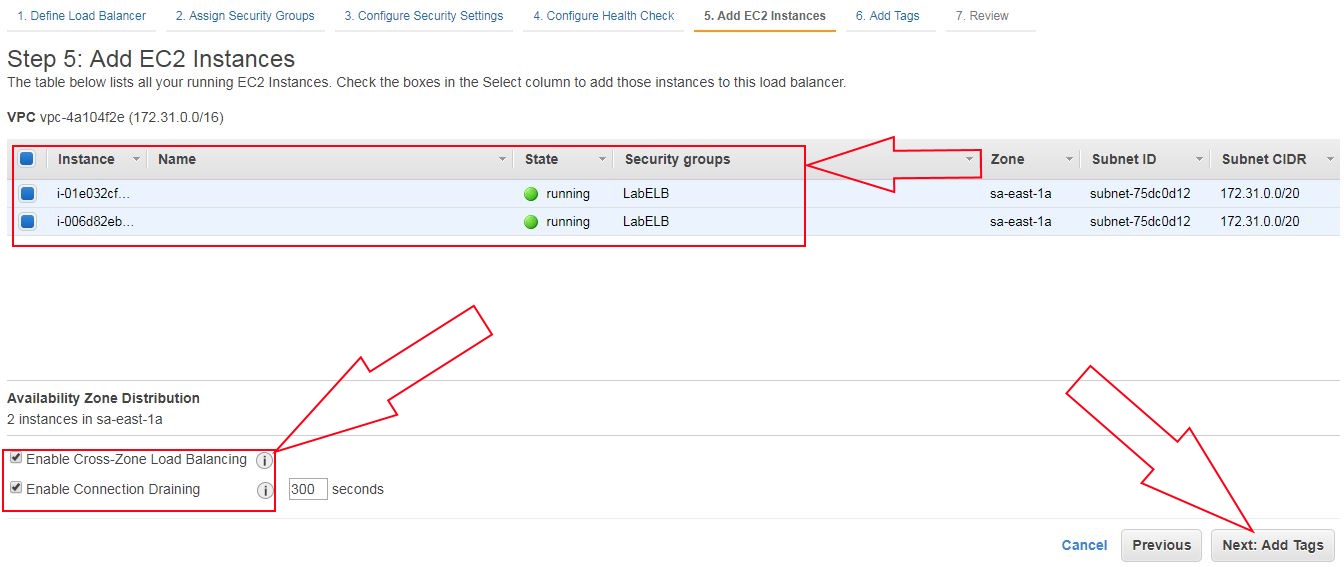 1. Define Load Balancer 2. Assign Security Groups 3. Configure Security Settings 4. Configure Health Check 5. Add EC2 Instances 6. Add Tags 7. Review
Step 5: Add EC2 Instances
The table below lists all your running EC2 Instances. Check the boxes in the Select column to add those instances to this load balancer.
VPC vpc-4a104f2e (172.31.0.0/16)
Instance Name State Security groups Zone Subnet ID Subnet CIDR
i-01e032cf... running LabELB sa-east-1a subnet-75dc0d12 172.31.0.0/20
i-006d82eb... running LabELB sa-east-1a subnet-75dc0d12 172.31.0.0/20
Availability Zone Distribution
2 instances in sa-east-1a
Enable Cross-Zone Load Balancing i
Enable Connection Draining i 300 seconds
Cancel Previous Next: Add Tags